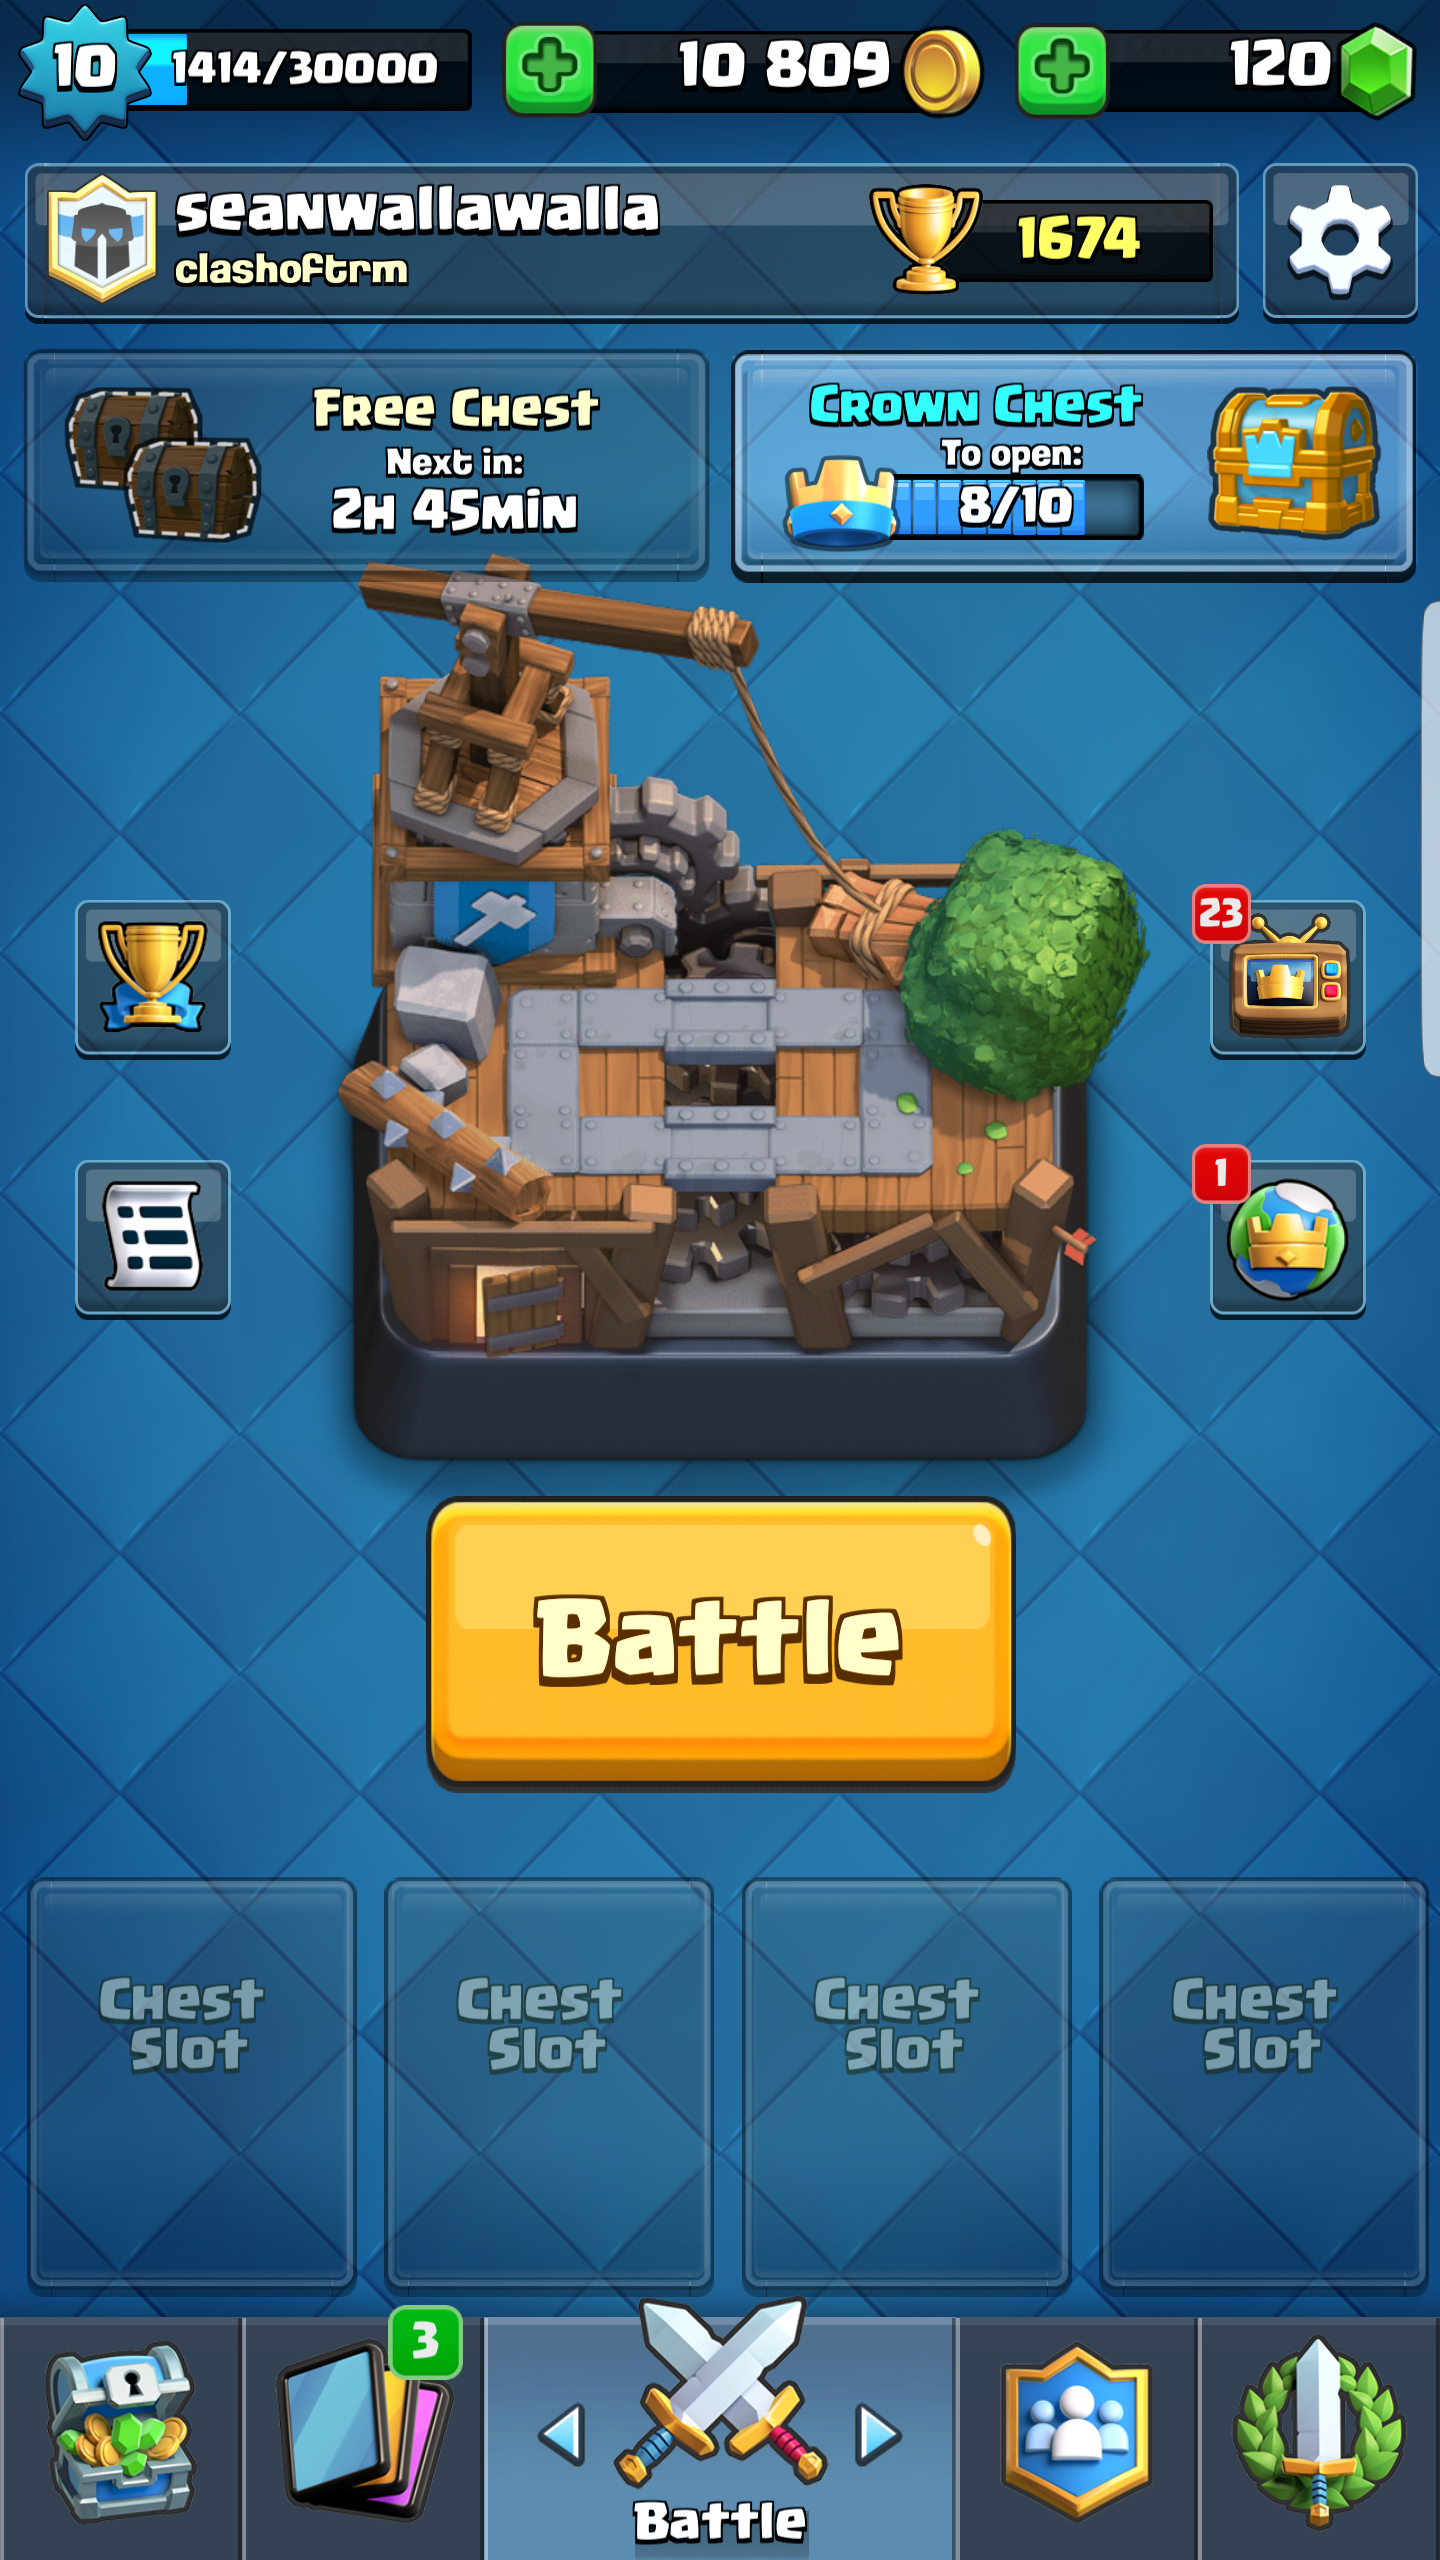 10
1414/30000
10 809
120
seanwallawalla
clashoftrm
1674
Free Chest
Next in:
2h 45min
Crown Chest
To open:
8/10
23
1
Battle
Chest
Slot
Chest
Slot
Chest
Slot
Chest
Slot
3
Battle